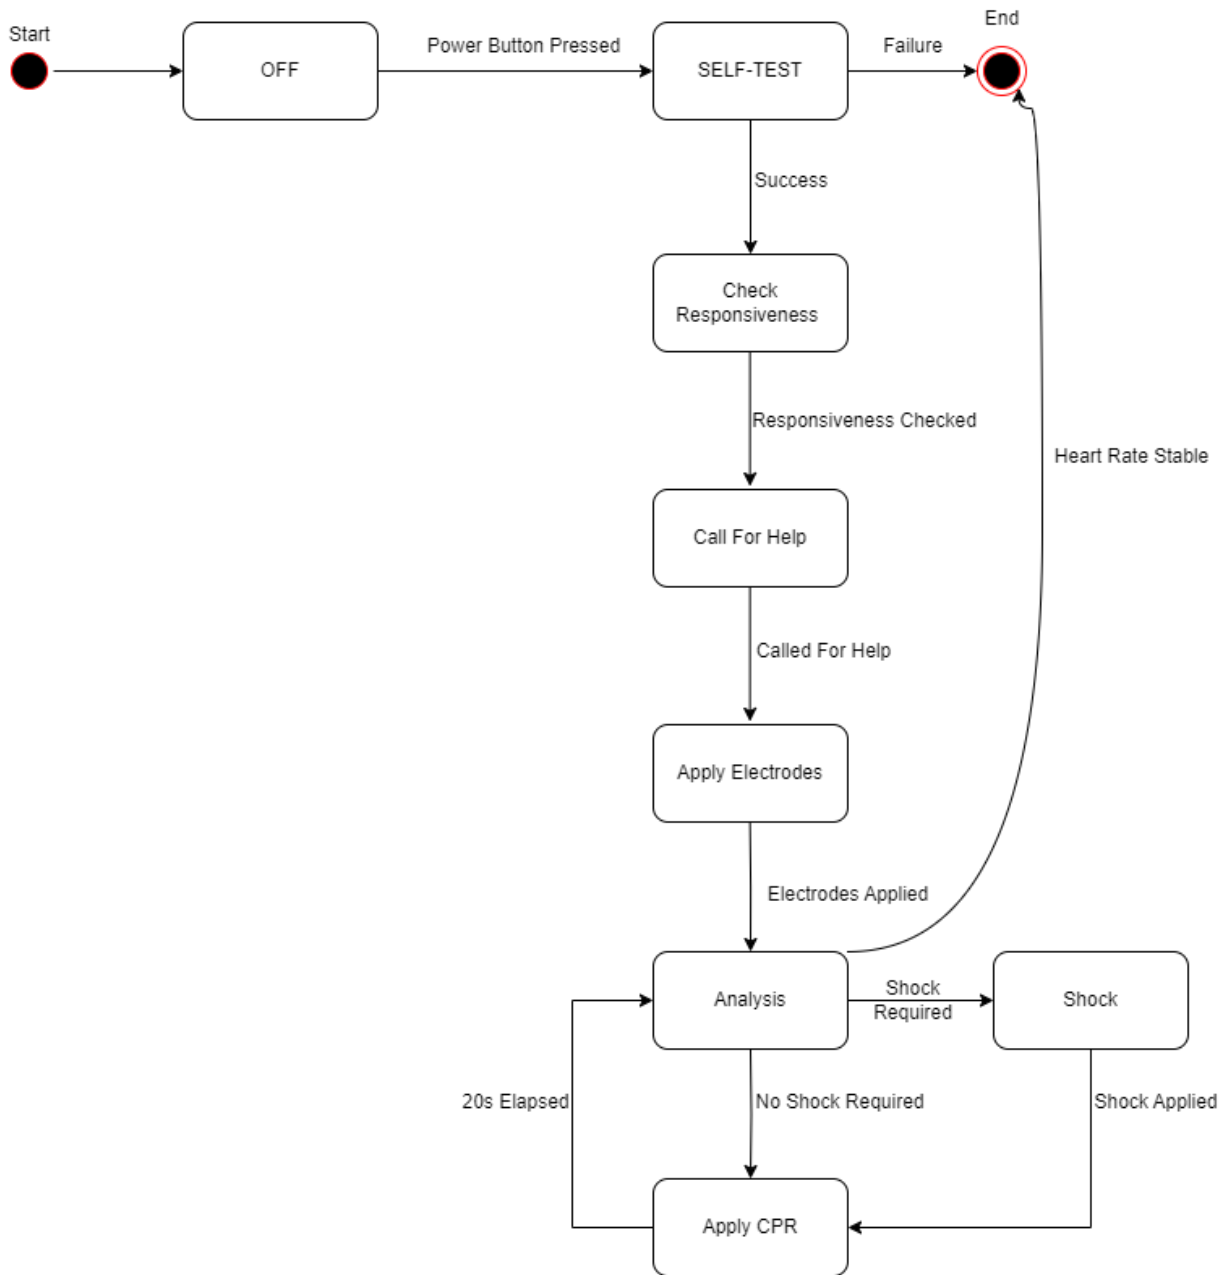 Start
End
OFF
Power Button Pressed
SELF-TEST
Failure
Success
Check
Responsiveness
Responsiveness Checked
Heart Rate Stable
Call For Help
Called For Help
Apply Electrodes
Electrodes Applied
Analysis
Shock
Required
Shock
20s Elapsed
No Shock Required
Shock Applied
Apply CPR